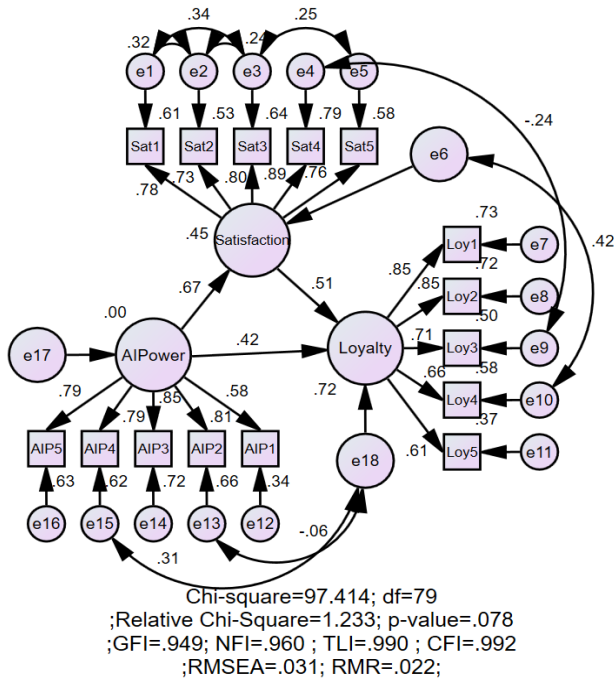 .34
.25
.32
.24
e1
e2
e3
e4
e5
.61
.53
.64
.79
.58
-.24
Sat1
Sat2
Sat3
Sat4
Sat5
e6
.78
.73
.80
.89
.76
.45
Satisfaction
.73
Loy1
e7
.42
.67
.51
.85
.85
.72
Loy2
e8
.50
.00
e17
AIPower
.42
Loyalty
.71
Loy3
e9
.66
.58
.79
.79
.85
.81
.58
.72
Loy4
e10
.37
AIP5
AIP4
AIP3
AIP2
AIP1
.61
Loy5
e11
e18
.63
.62
.72
.66
.34
e16
e15
e14
e13
e12
-.06
.31
Chi-square=97.414; df=79
;Relative Chi-Square=1.233; p-value=.078
;GFI=.949; NFI=.960 ; TLI=.990 ; CFI=.992
;RMSEA=.031; RMR=.022;